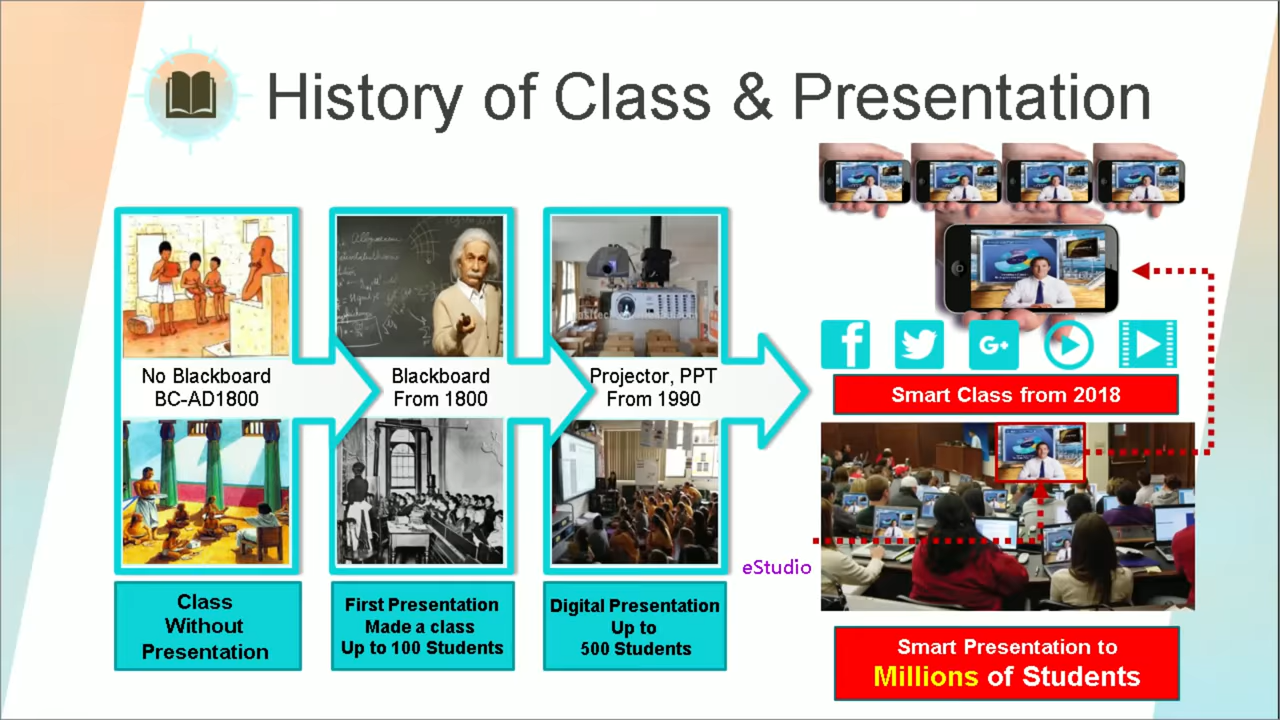 History of Class & Presentation
No Blackboard
BC-AD1800
Blackboard
From 1800
Projector, PPT
From 1990
Smart Class from 2018
eStudio
Class
Without
Presentation
First Presentation
Made a class
Up to 100 Students
Digital Presentation
Up to
500 Students
Smart Presentation to
Millions of Students